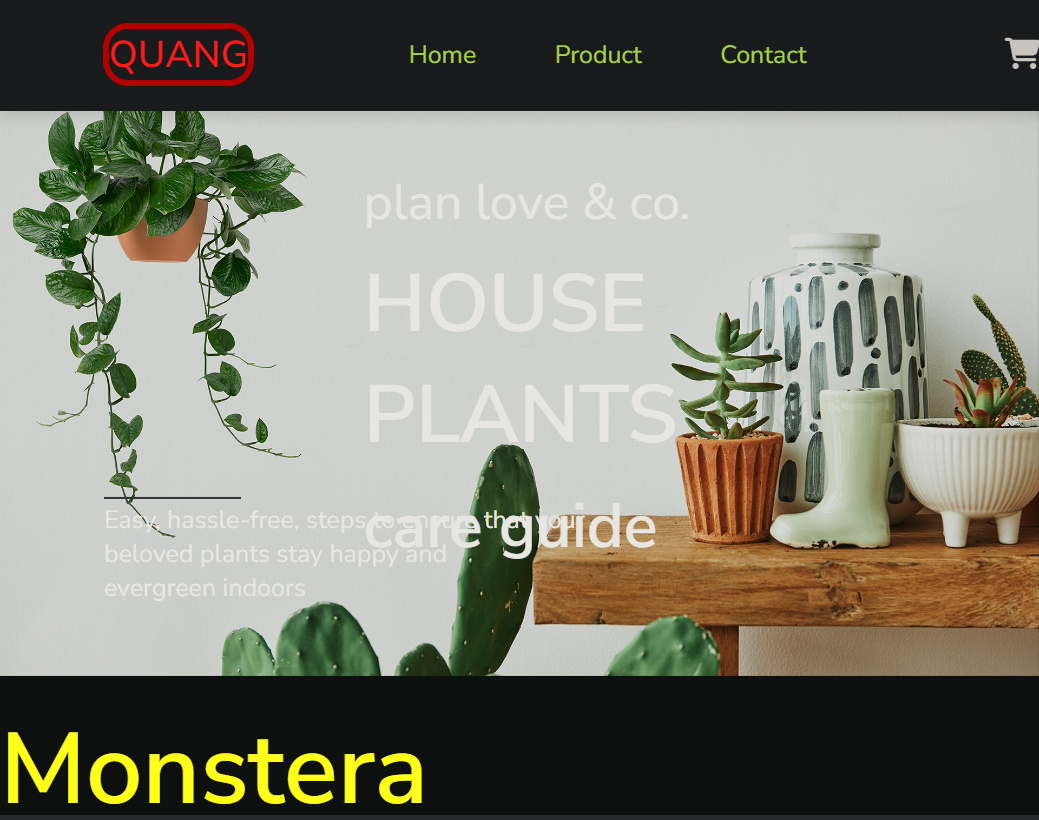 QUANG
Home
Product
Contact
plan love & co.
HOUSE
PLANTS
care guide
Easy, hassle-free, steps to ensure that your
beloved plants stay happy and
evergreen indoors
Monstera